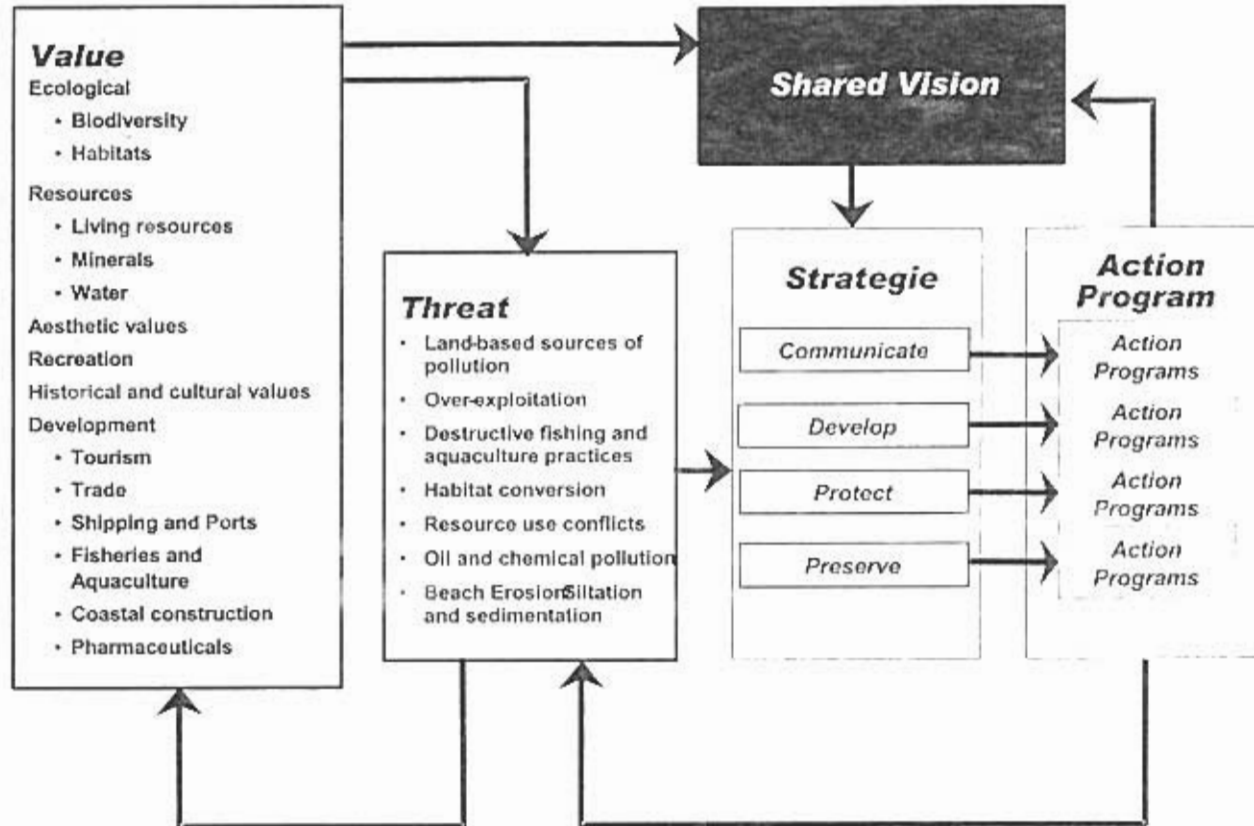 Value
Ecological
• Biodiversity
• Habitats
Resources
• Living resources
• Minerals
• Water
Aesthetic values
Recreation
Historical and cultural values
Development
• Tourism
• Trade
• Shipping and Ports
• Fisheries and
Aquaculture
• Coastal construction
• Pharmaceuticals
Shared Vision
Threat
• Land-based sources of
pollution
• Over-exploitation
• Destructive fishing and
aquaculture practices
• Habitat conversion
• Resource use conflicts
• Oil and chemical pollution
• Beach Erosion Siltation
and sedimentation
Strategie
Communicate
Develop
Protect
Preserve
Action
Program
Action
Programs
Action
Programs
Action
Programs
Action
Programs